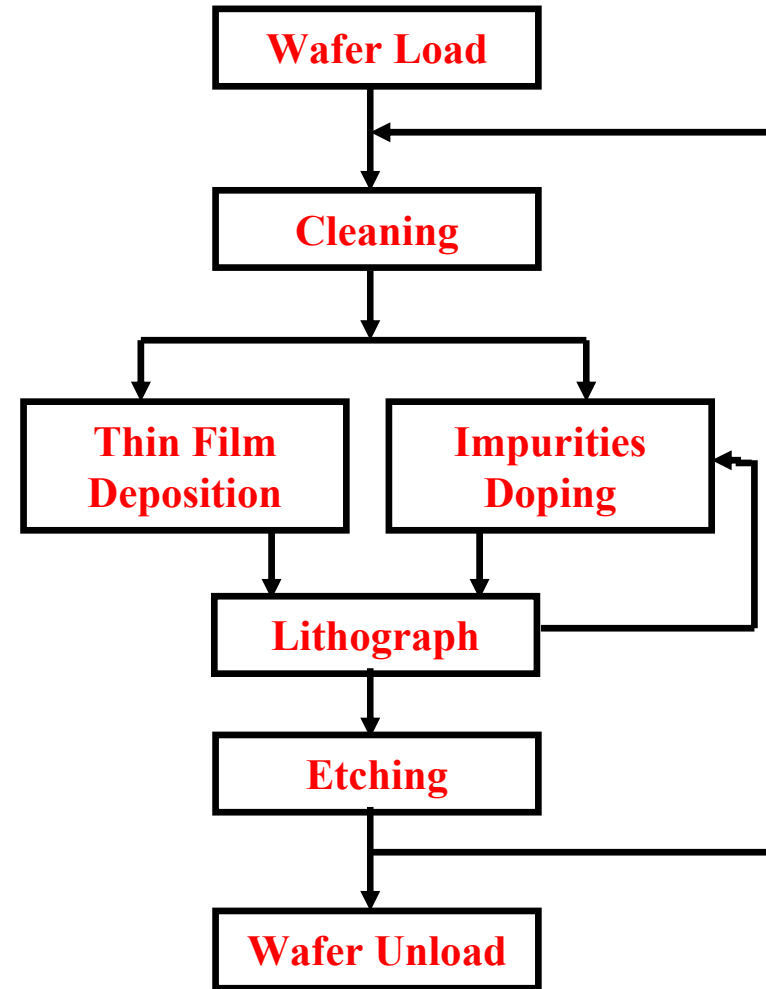 Wafer Load
Cleaning
Thin Film
Deposition
Impurities
Doping
Lithograph
Etching
Wafer Unload